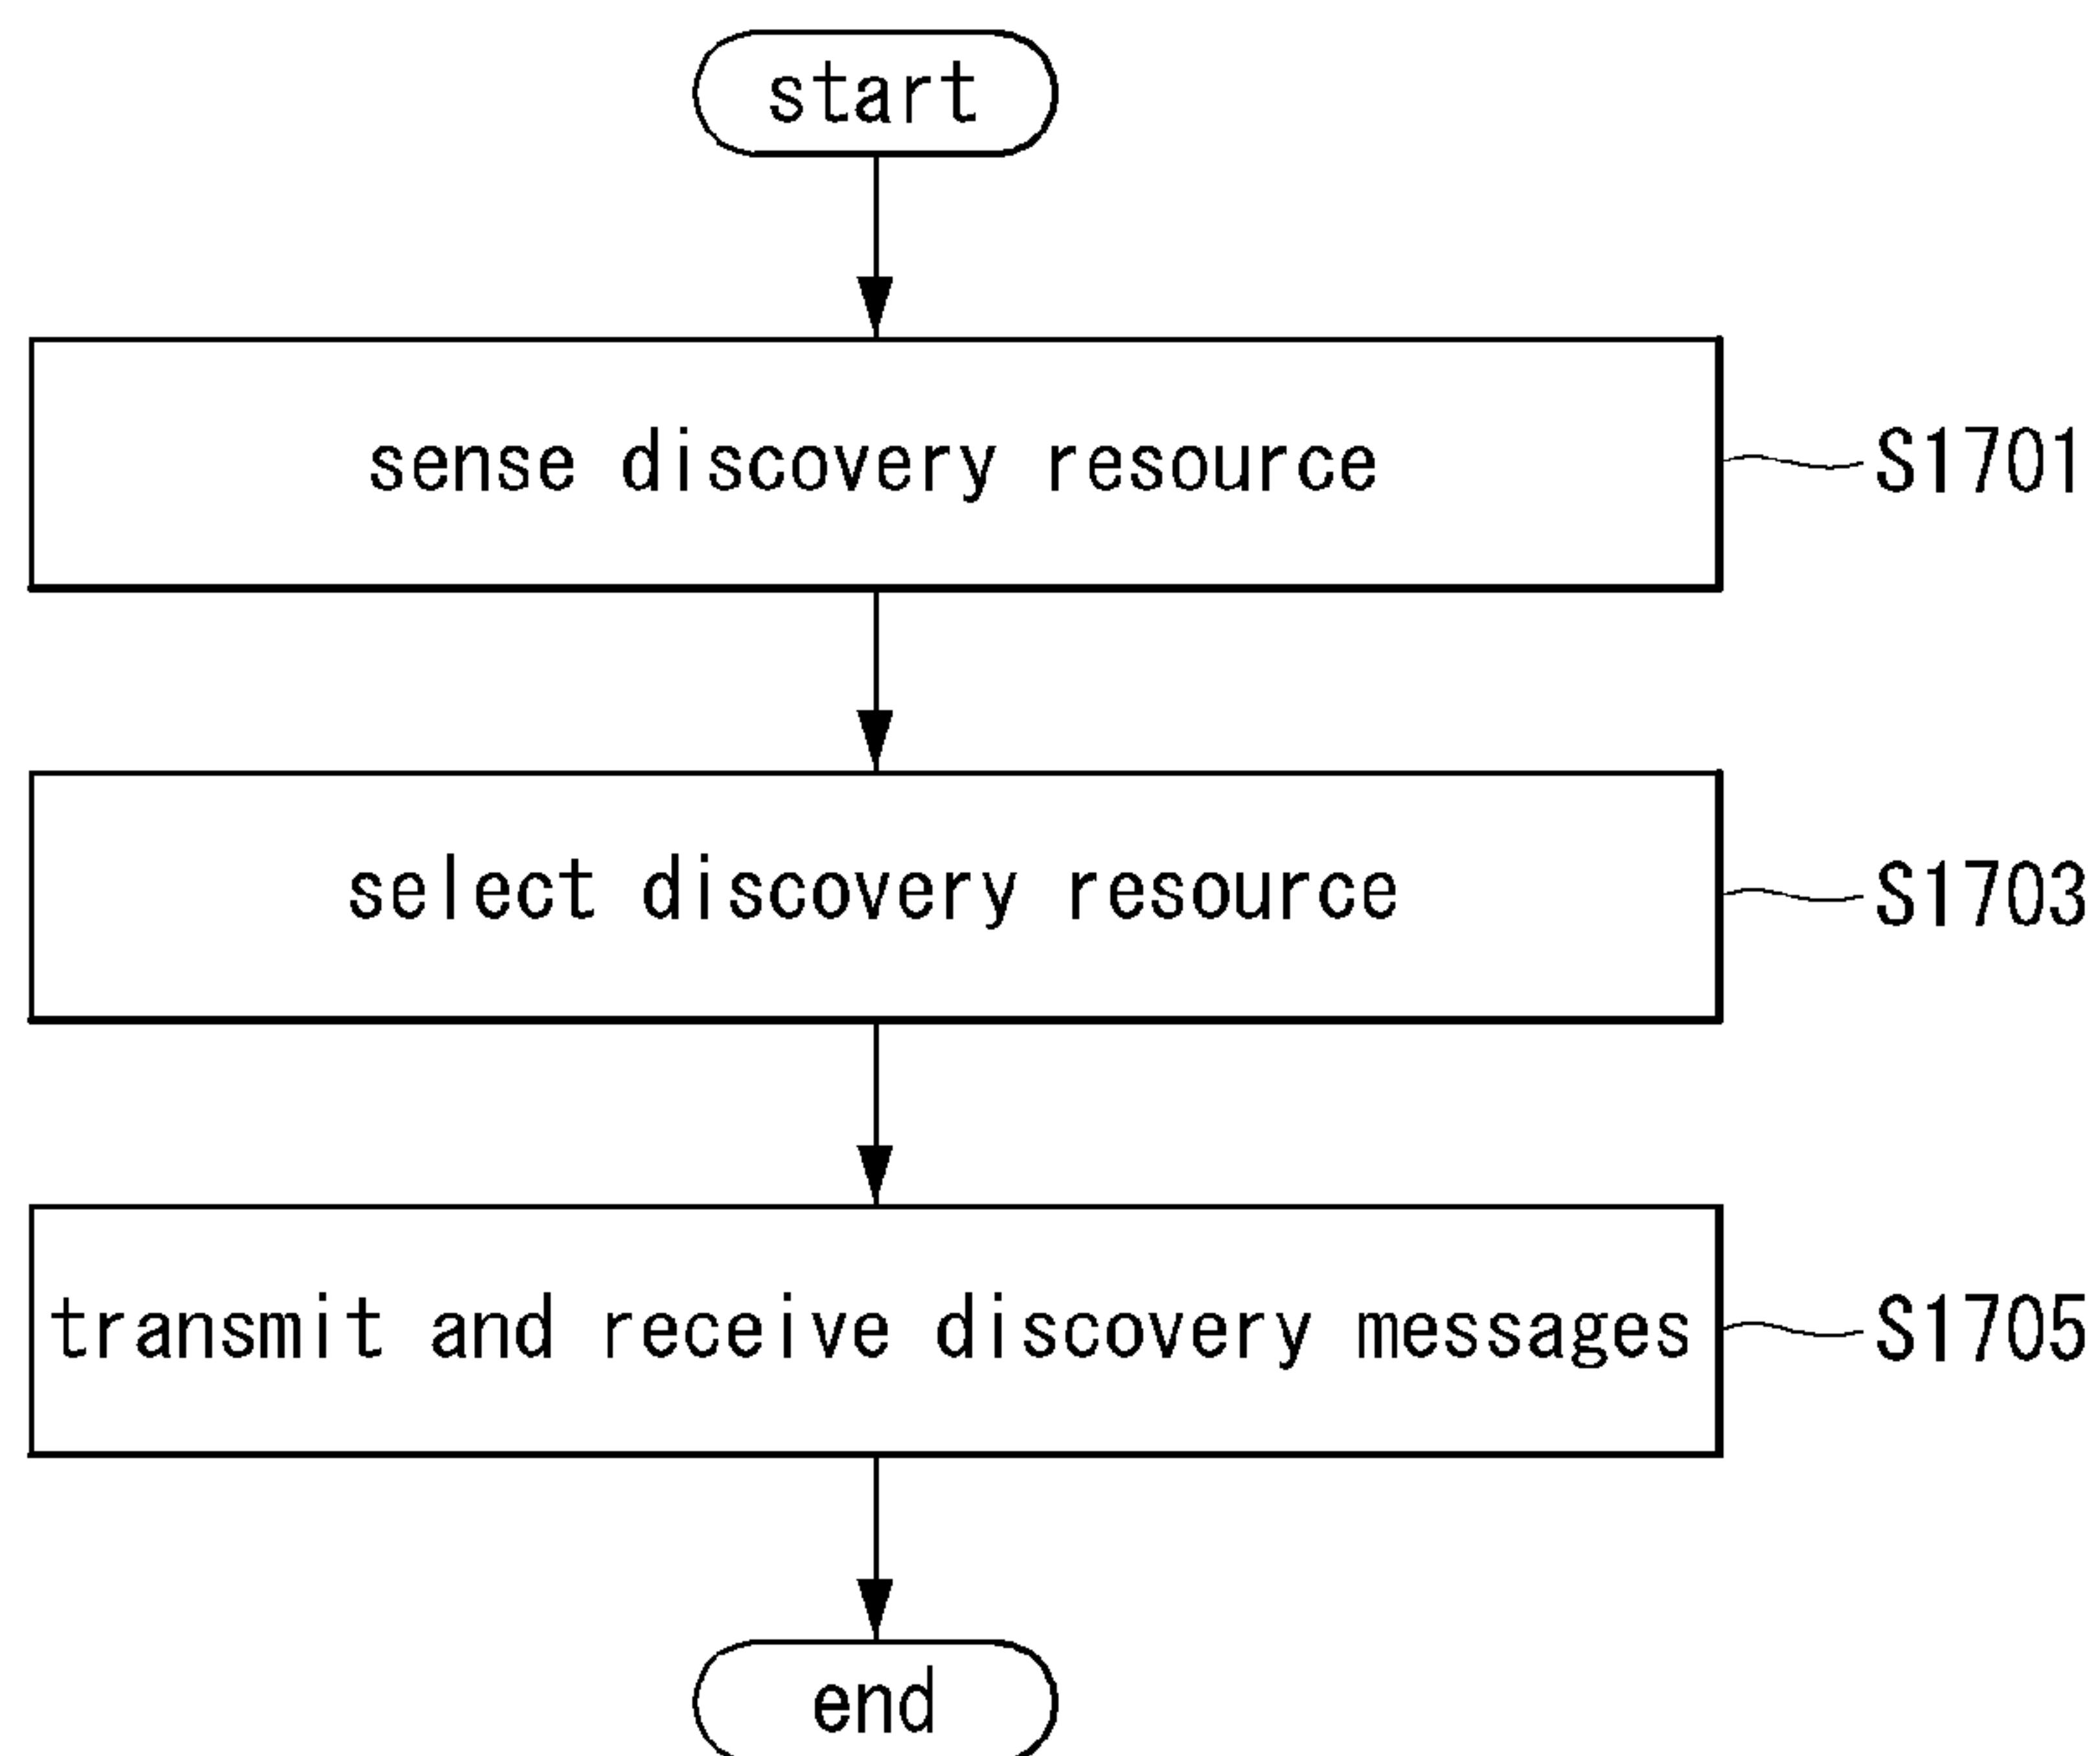 start
sense discovery resource
S1701
select discovery resource
S1703
transmit and receive discovery messages
S1705
end